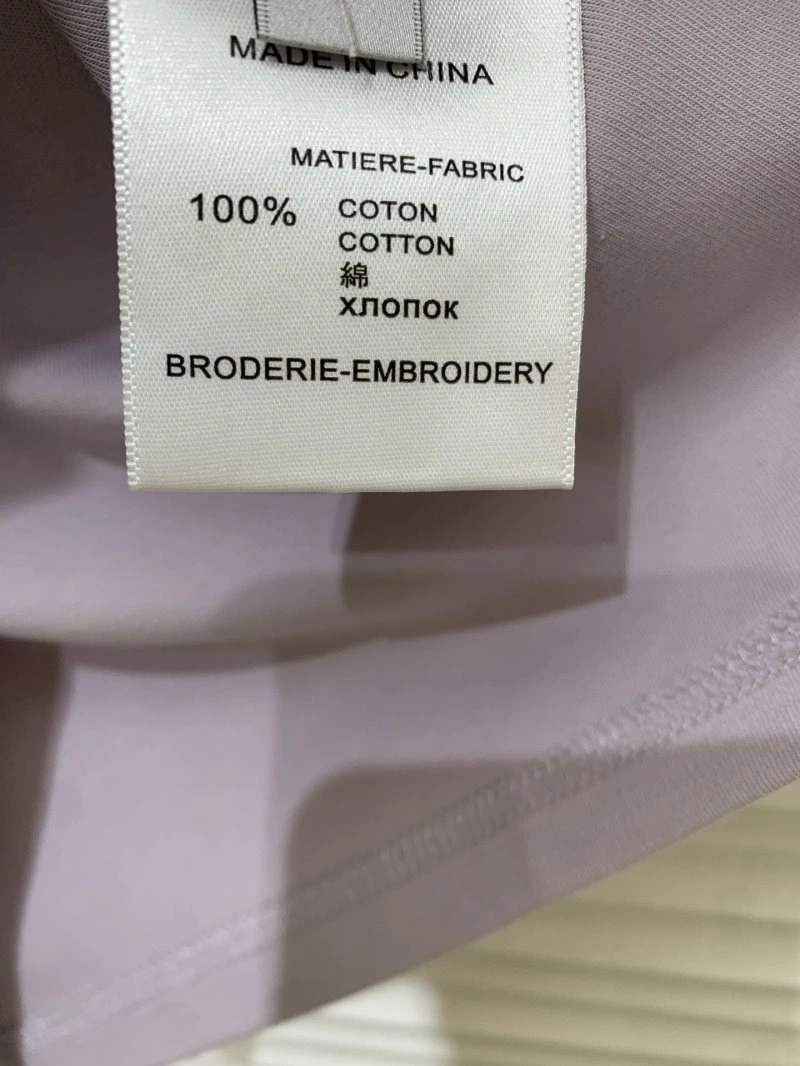 MADE IN CHINA
MATIERE-FABRIC
100% COTON
COTTON
綿
ХЛОПОК
BRODERIE-EMBROIDERY